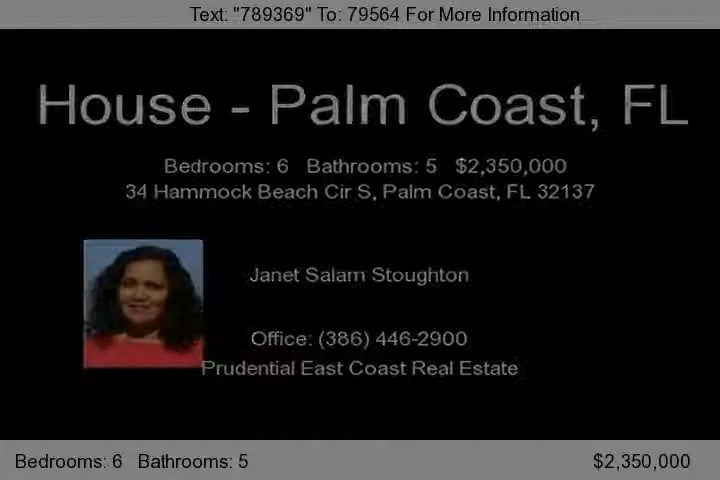 Text: "789369" To: 79564 For More Information
House - Palm Coast, FL
Bedrooms: 6 Bathrooms: 5 $2,350,000
34 Hammock Beach Cir S, Palm Coast, FL 32137
Janet Salam Stoughton
Office: (386) 446-2900
Prudential East Coast Real Estate
Bedrooms: 6 Bathrooms: 5 $2,350,000